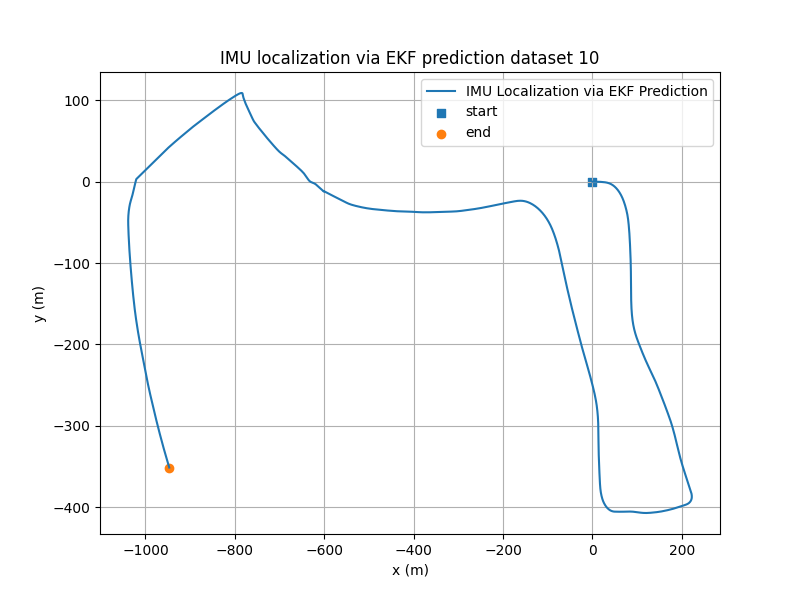 IMU localization via EKF prediction dataset 10
IMU Localization via EKF Prediction
start
end
100
0
−100
−200
−300
−400
y (m)
−1000
−800
−600
−400
−200
0
200
x (m)